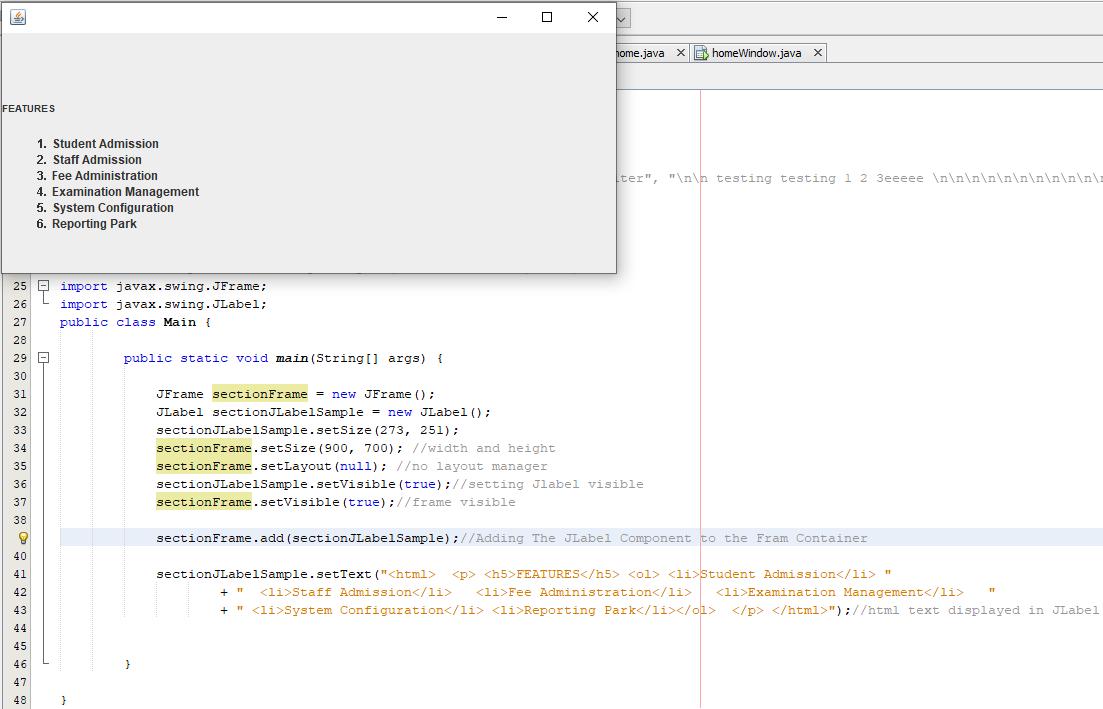 home.java
homeWindow.java
FEATURES
1. Student Admission
2. Staff Admission
3. Fee Administration
4. Examination Management
5. System Configuration
6. Reporting Park
", "\n\n testing testing 1 2 3eeeee \n\n\n\n\n\n\n\n\n\n\
25 import javax.swing.JFrame;
26 import javax.swing.JLabel;
27 public class Main {
28
29 public static void main(String[] args) {
30
31 JFrame sectionFrame = new JFrame();
32 JLabel sectionJLabelSample = new JLabel();
33 sectionJLabelSample.setSize(273, 251);
34 sectionFrame.setSize(900, 700); //width and height
35 sectionFrame.setLayout(null); //no layout manager
36 sectionJLabelSample.setVisible(true);//setting Jlabel visible
37 sectionFrame.setVisible(true);//frame visible
38
sectionFrame.add(sectionJLabelSample);//Adding The JLabel Component to the Fram Container
40
41 sectionJLabelSample.setText("<html>  <p> <h5>FEATURES</h5> <ol> <li>Student Admission</li> "
42 + "  <li>Staff Admission</li>   <li>Fee Administration</li>   <li>Examination Management</li>   "
43 + " <li>System Configuration</li> <li>Reporting Park</li></ol>  </p> </html>");//html text displayed in JLabel
44
45
46 }
47
48 }